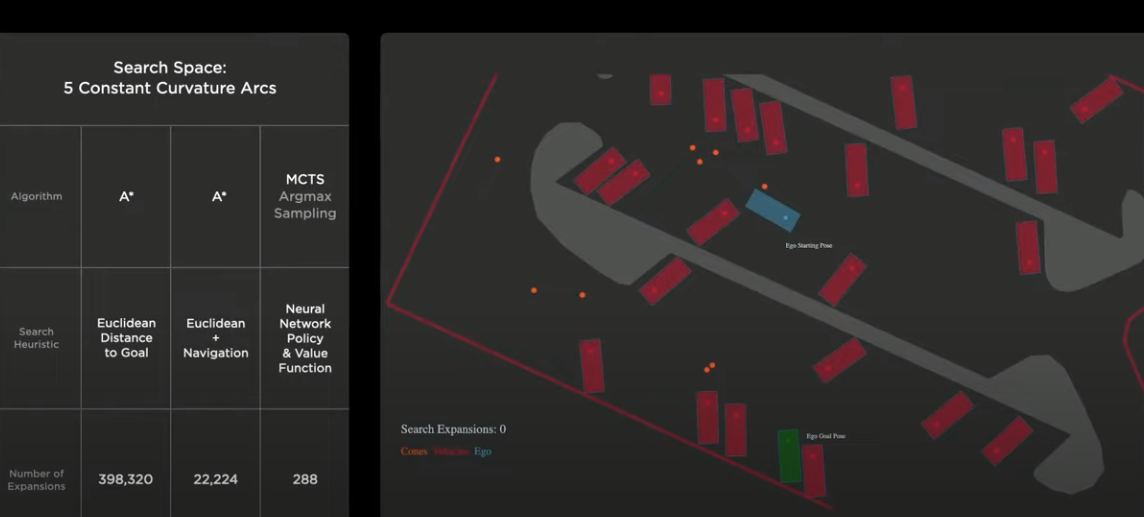 Search Space:
5 Constant Curvature Arcs
Algorithm
A*
A*
MCTS
Argmax
Sampling
Search
Heuristic
Euclidean
Distance
to Goal
Euclidean
+
Navigation
Neural
Network
Policy
& Value
Function
Number of
Expansions
398,320
22,224
288
Ego Starting Pose
Ego Goal Pose
Search Expansions: 0
Cones Vehicles Ego